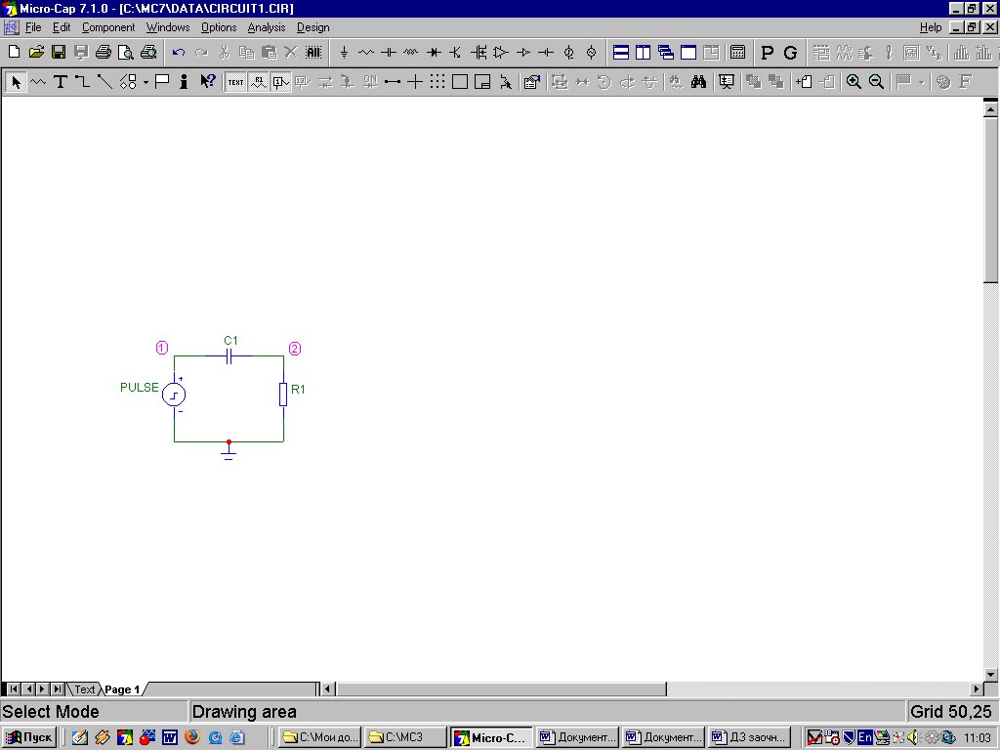 Micro-Cap 7.1.0 - [C:\MC7\DATA\CIRCUIT1.CIR]
File Edit Component Windows Options Analysis Design Help
P G
T TEXT R1 F
1 C1 2
PULSE + R1
-
Text Page 1
Select Mode Drawing area Grid 50,25
Пуск C:\Мои до... C:\МСЗ Micro-C... Документ... Документ... ДЗ заочн... En 11:03